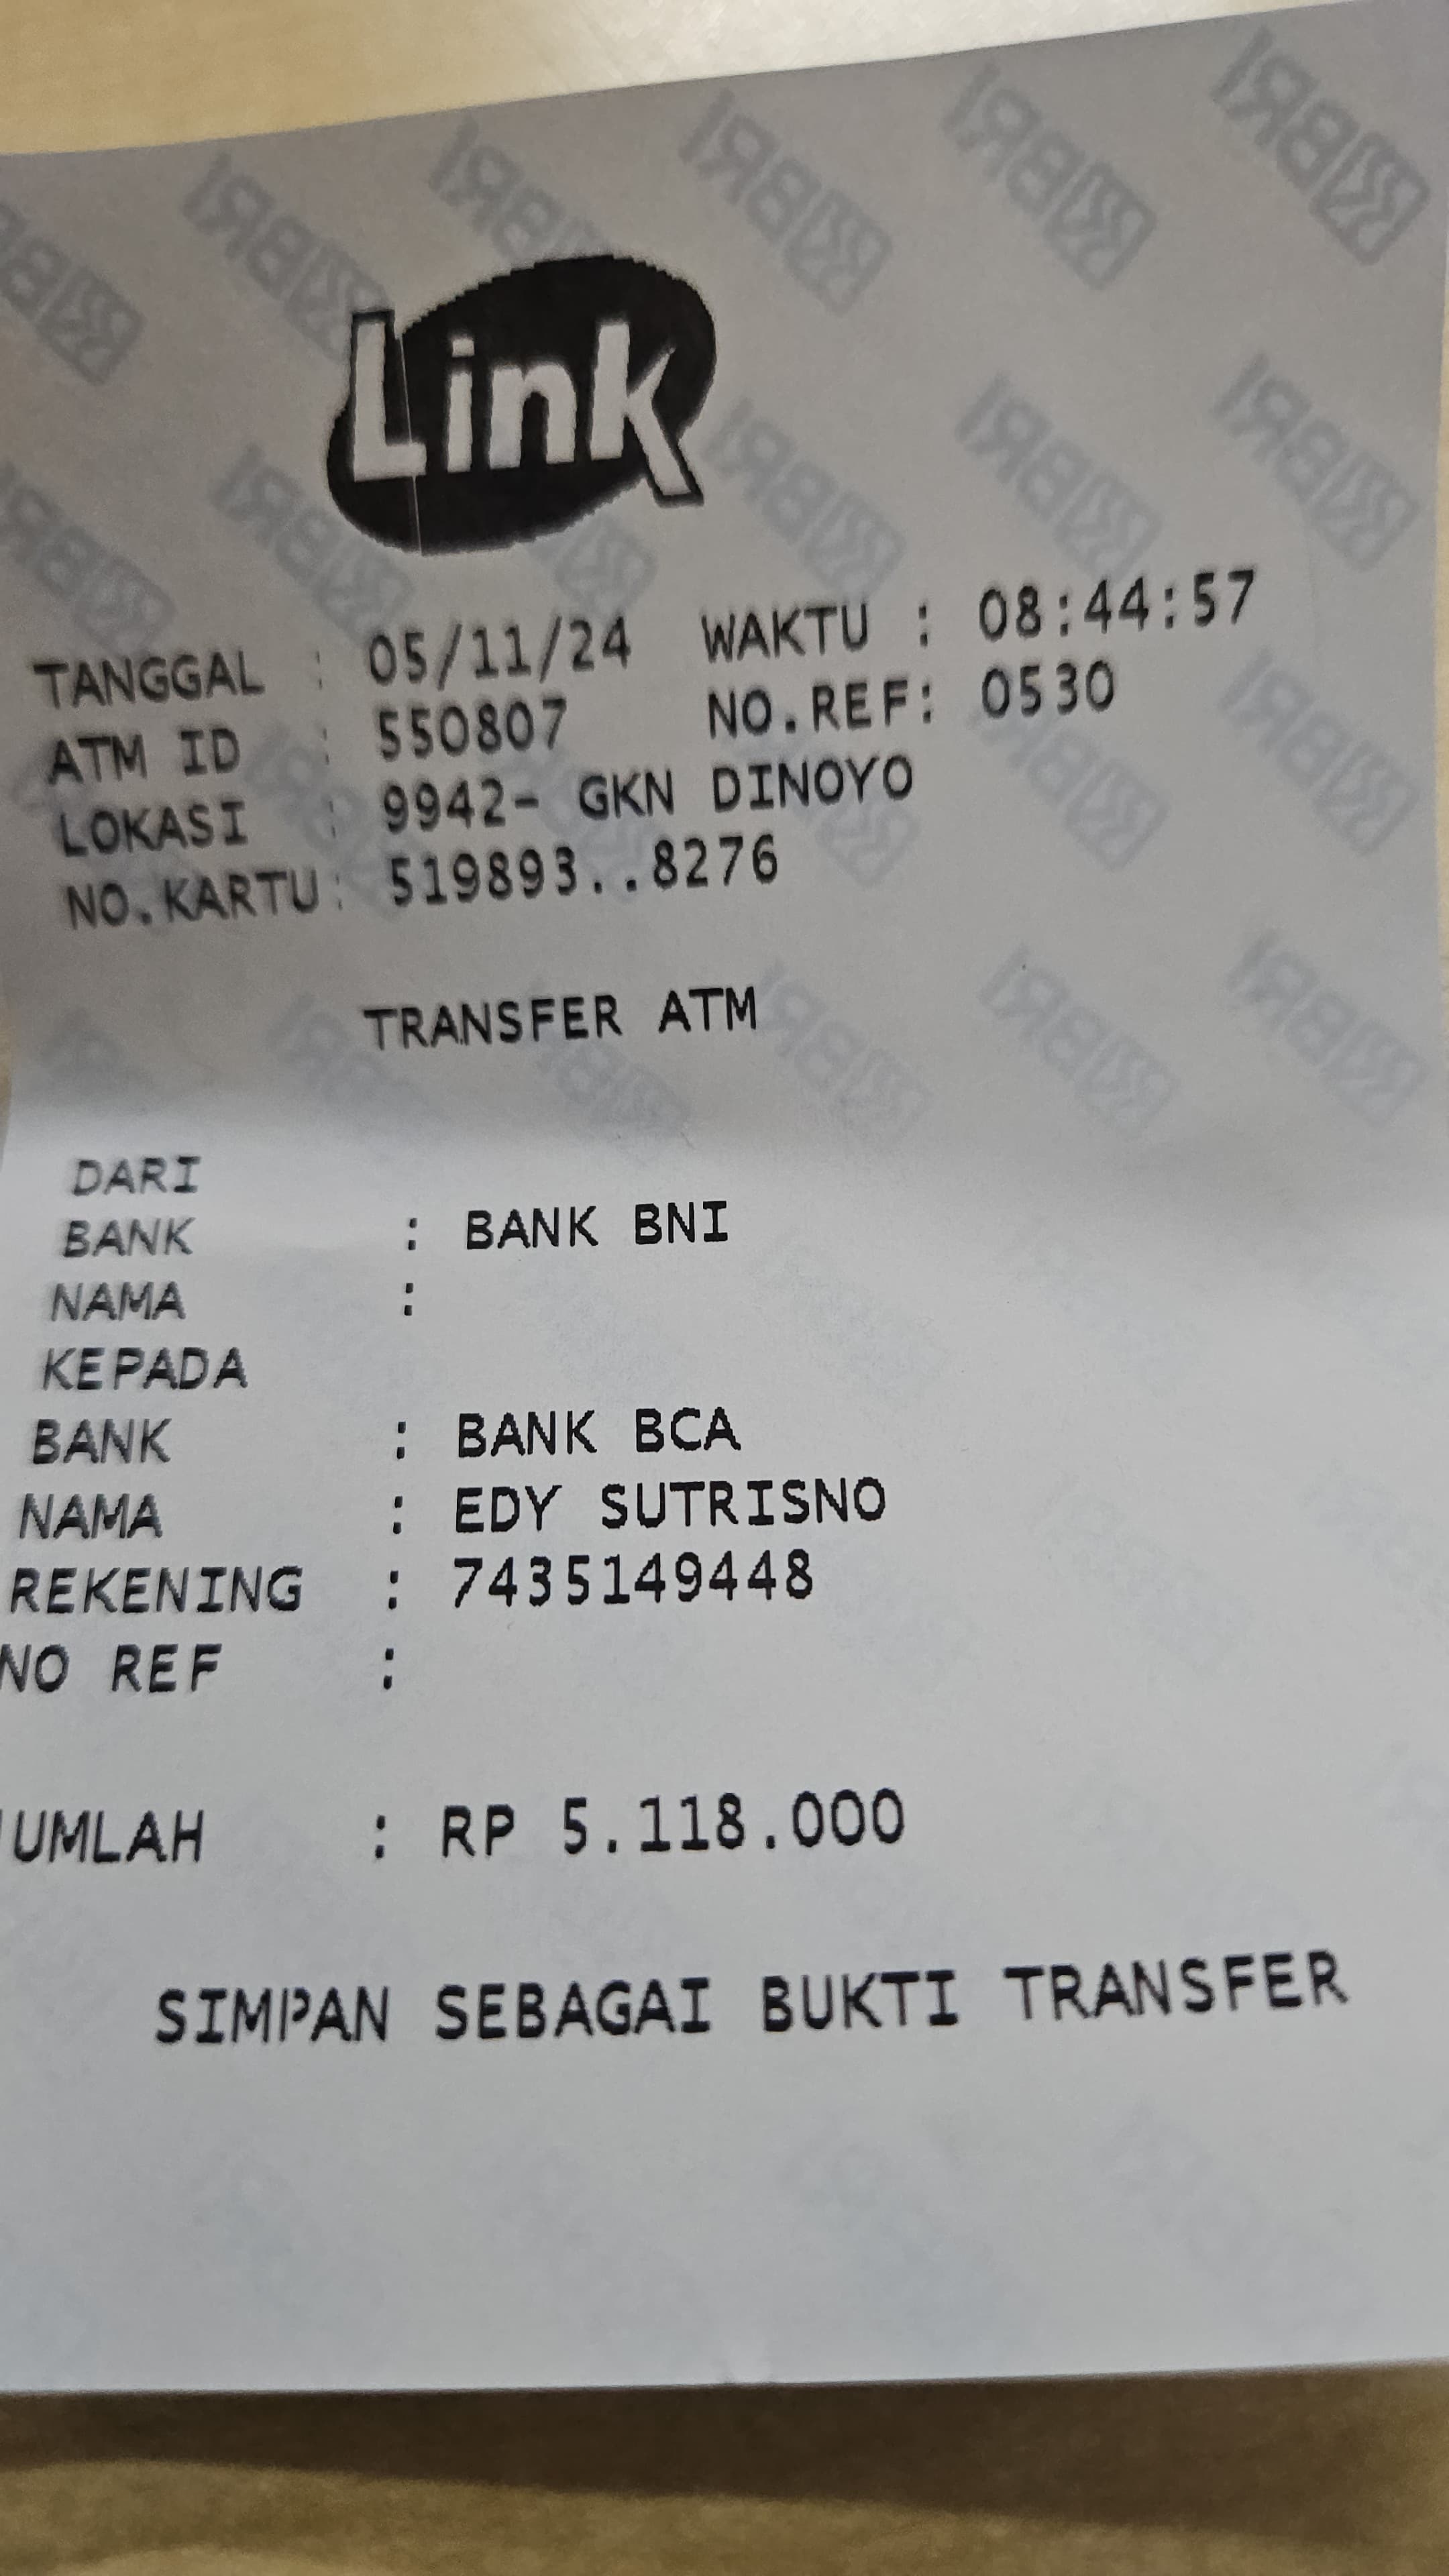 Link
TANGGAL : 05/11/24 WAKTU : 08:44:57
ATM ID : 550807 NO.REF: 0530
LOKASI : 9942- GKN DINOYO
NO.KARTU: 519893..8276
TRANSFER ATM
DARI
BANK : BANK BNI
NAMA :
KEPADA
BANK : BANK BCA
NAMA : EDY SUTRISNO
REKENING : 7435149448
NO REF :
UMLAH : RP 5.118.000
SIMPAN SEBAGAI BUKTI TRANSFER